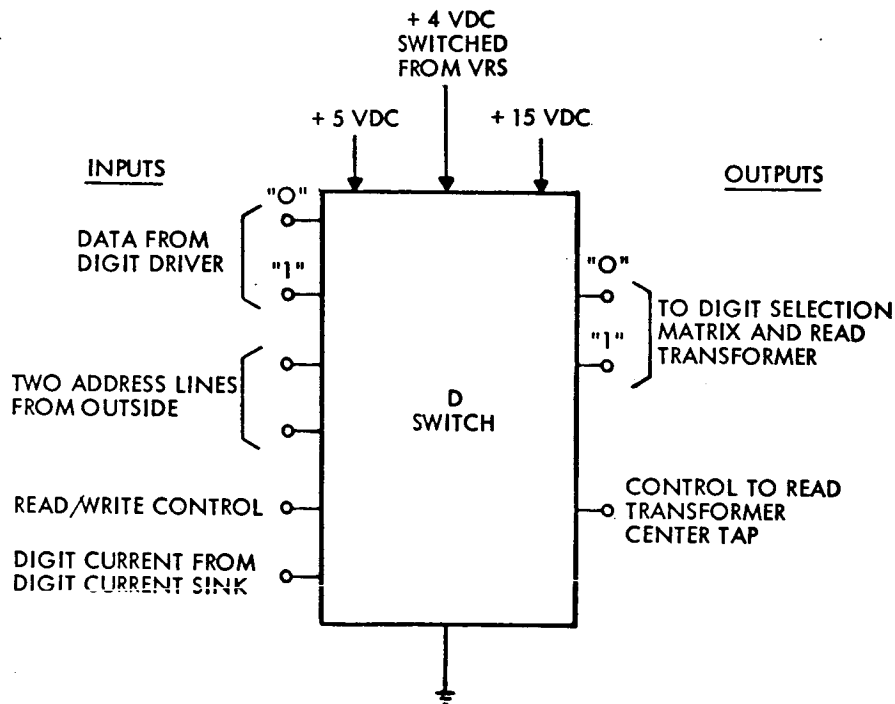 + 4 VDC
SWITCHED
FROM VRS
+ 5 VDC
+ 15 VDC
INPUTS
OUTPUTS
"O"
DATA FROM
DIGIT DRIVER
"1"
"O"
"1"
TO DIGIT SELECTION
MATRIX AND READ
TRANSFORMER
TWO ADDRESS LINES
FROM OUTSIDE
D
SWITCH
READ/WRITE CONTROL
CONTROL TO READ
TRANSFORMER
CENTER TAP
DIGIT CURRENT FROM
DIGIT CURRENT SINK